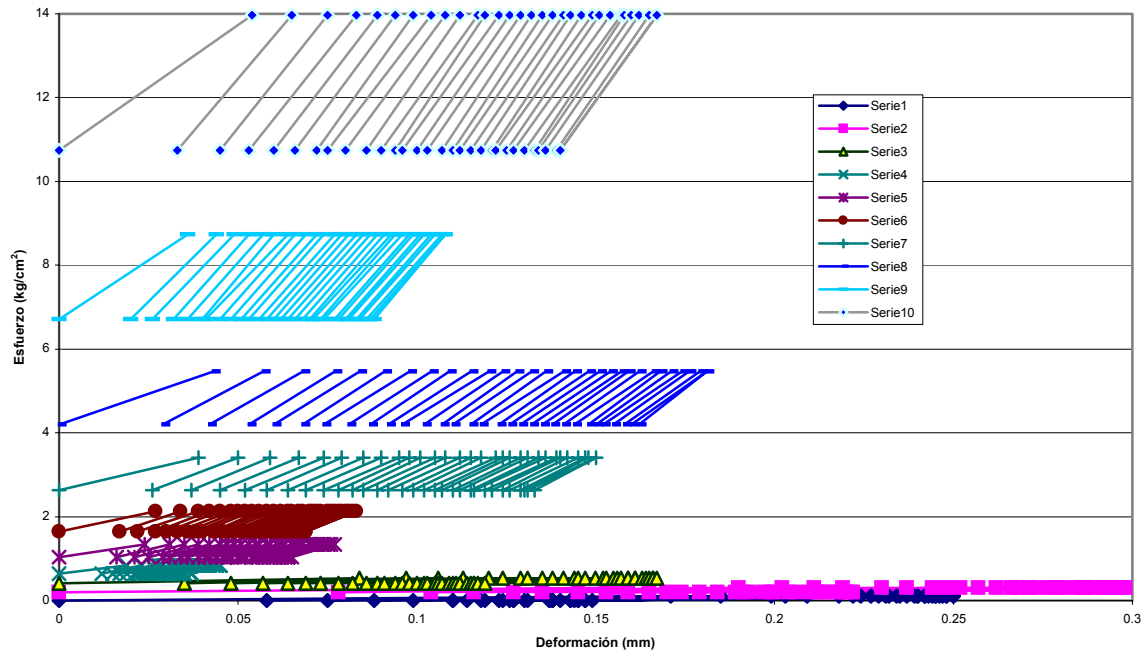 14
12
10
8
6
4
2
0
Esfuerzo (kg/cm²)
0
0.05
0.1
0.15
0.2
0.25
0.3
Deformación (mm)
Serie1
Serie2
Serie3
Serie4
Serie5
Serie6
Serie7
Serie8
Serie9
Serie10